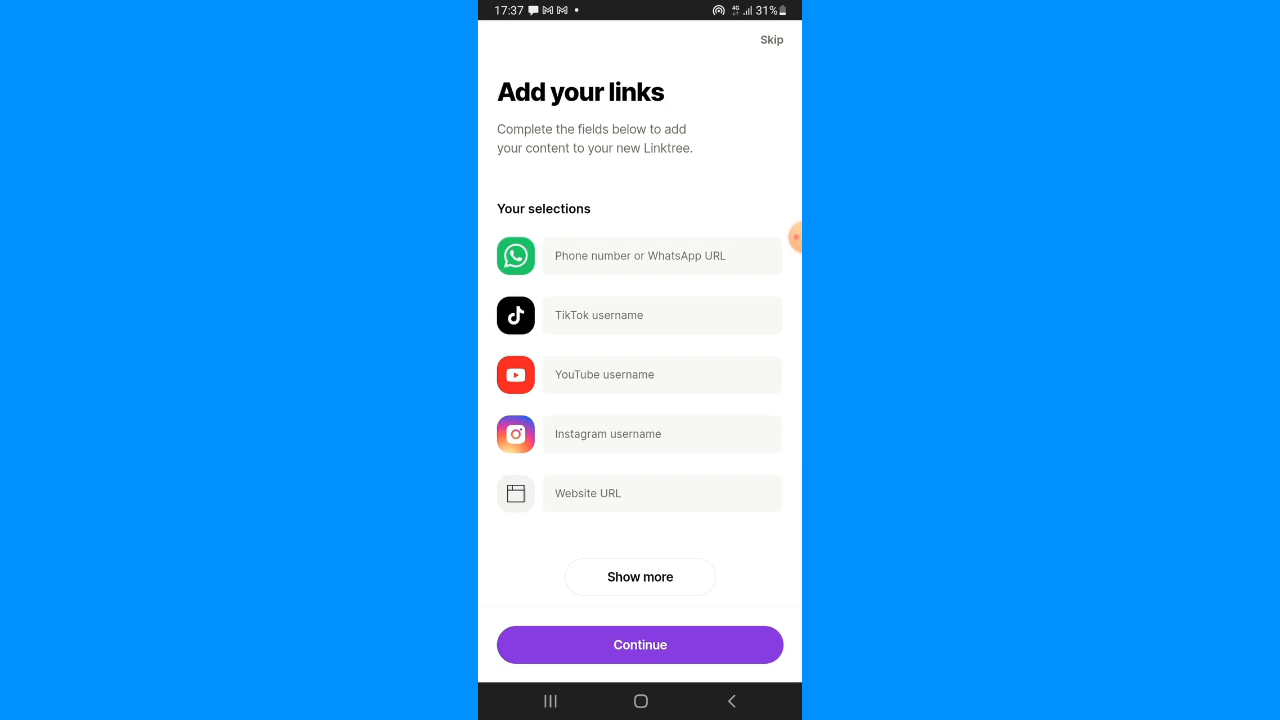 17:37 4G 31%
Skip
Add your links
Complete the fields below to add
your content to your new Linktree.
Your selections
Phone number or WhatsApp URL
TikTok username
YouTube username
Instagram username
Website URL
Show more
Continue